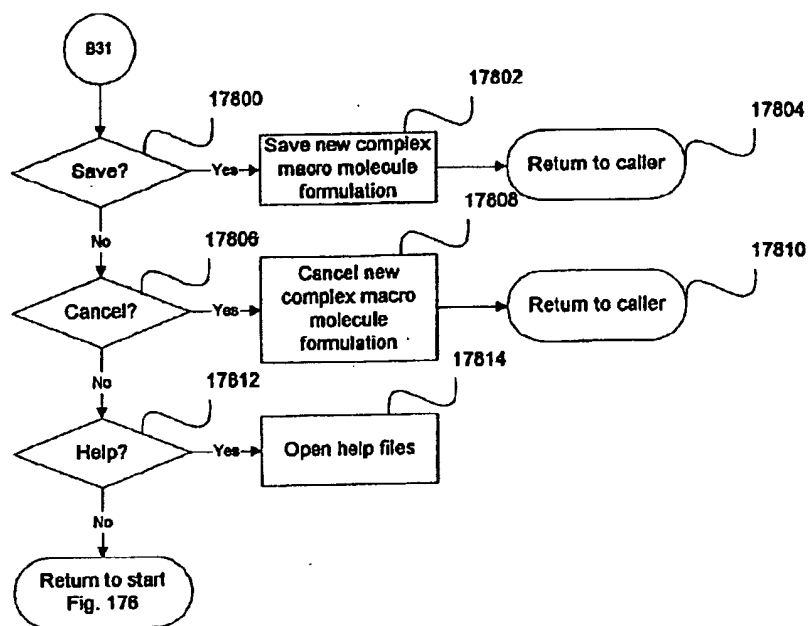 B31
17800
17802
17804
Save?
Yes
Save new complex
macro molecule
formulation
Return to caller
No
17806
17808
17810
Cancel?
Yes
Cancel new
complex macro
molecule
formulation
Return to caller
No
17812
17814
Help?
Yes
Open help files
No
Return to start
Fig. 176